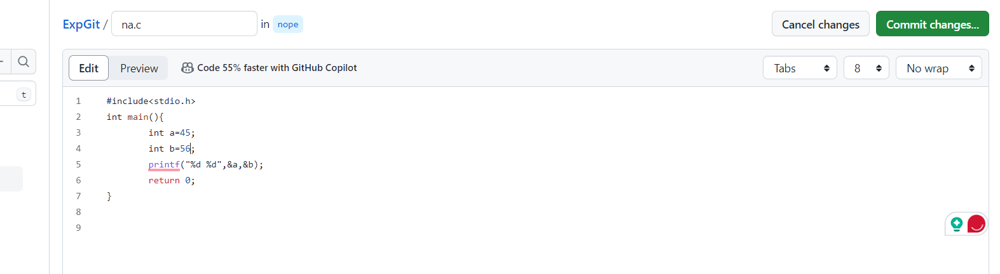 ExpGit / na.c in nope Cancel changes Commit changes...
Edit Preview Code 55% faster with GitHub Copilot Tabs 8 No wrap
t
1 #include<stdio.h>
2 int main(){
3 int a=45;
4 int b=56;
5 printf("%d %d",&a,&b);
6 return 0;
7 }
8
9